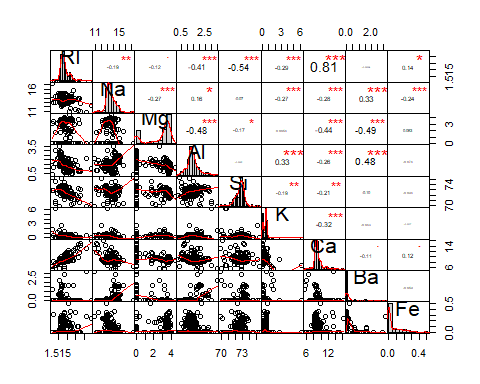 11 15 0.5 2.5 0 3 6 0.0 2.0
RI ** *** *** *** *** *
-0.19 -0.41 -0.54 -0.29 0.81 0.14
1.515
16 Na *** * *** *** *** ***
-0.27 0.16 0.07 -0.27 -0.28 0.33 -0.24
11
Mg *** * *** ***
-0.48 -0.17 -0.44 -0.49
0 3
3.5 Al *** *** ***
0.33 -0.26 0.48
0.5
Si ** **
-0.19 -0.21
70 74
6 K ***
-0.32
0 3
Ca
-0.11 0.12
6 14
2.5 Ba
0.0
Fe
0.0 0.5
1.515 0 2 4 70 73 6 12 0.0 0.4